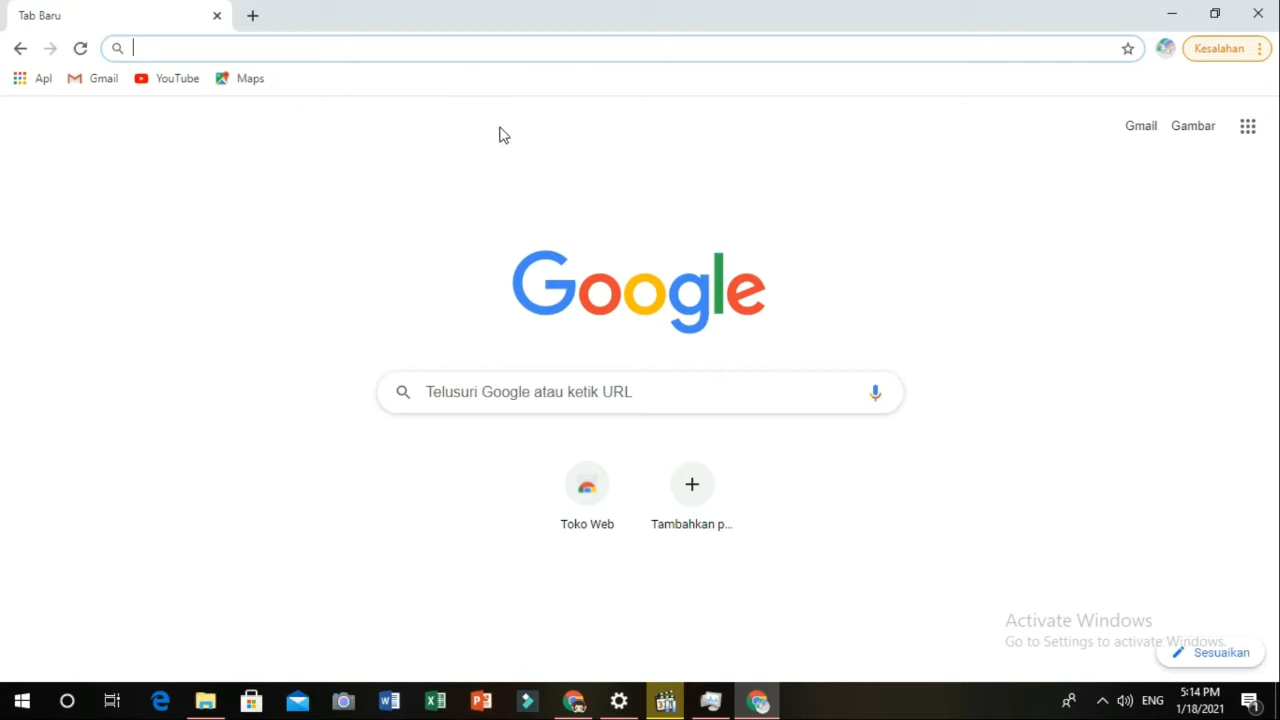 Tab Baru
Kesalahan
Apl Gmail YouTube Maps
Gmail Gambar
Google
Telusuri Google atau ketik URL
Toko Web Tambahkan p...
Activate Windows
Go to Settings to activate Windows.
Sesuaikan
ENG
5:14 PM
1/18/2021
1